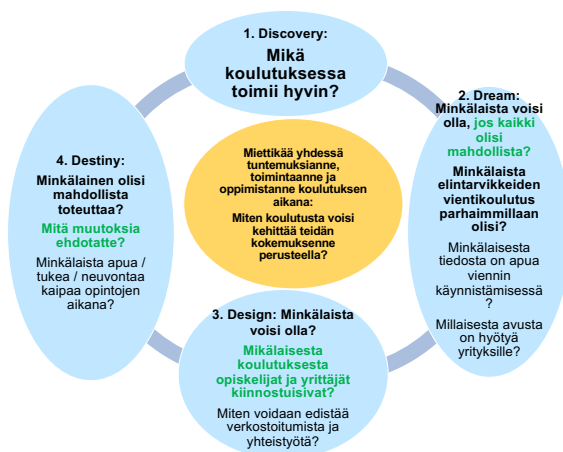 1. Discovery:
Mikä
koulutuksessa
toimii hyvin?
2. Dream:
Minkälaista voisi
olla, jos kaikki
olisi
mahdollista?
Minkälaista
elintarvikkeiden
vientikoulutus
parhaimmillaan
olisi?
Minkälaisesta
tiedosta on apua
viennin
käynnistämisessä
?
Millaisesta avusta
on hyötyä
yrityksille?
3. Design: Minkälaista
voisi olla?
Mikälaisesta
koulutuksesta
opiskelijat ja yrittäjät
kiinnostuisivat?
Miten voidaan edistää
verkostoitumista ja
yhteistyötä?
4. Destiny:
Minkälainen olisi
mahdollista
toteuttaa?
Mitä muutoksia
ehdotatte?
Minkälaista apua /
tukea / neuvontaa
kaipaa opintojen
aikana?
Miettikää yhdessä
tuntemuksianne,
toimintaanne ja
oppimistanne koulutuksen
aikana:
Miten koulutusta voisi
kehittää teidän
kokemuksenne
perusteella?